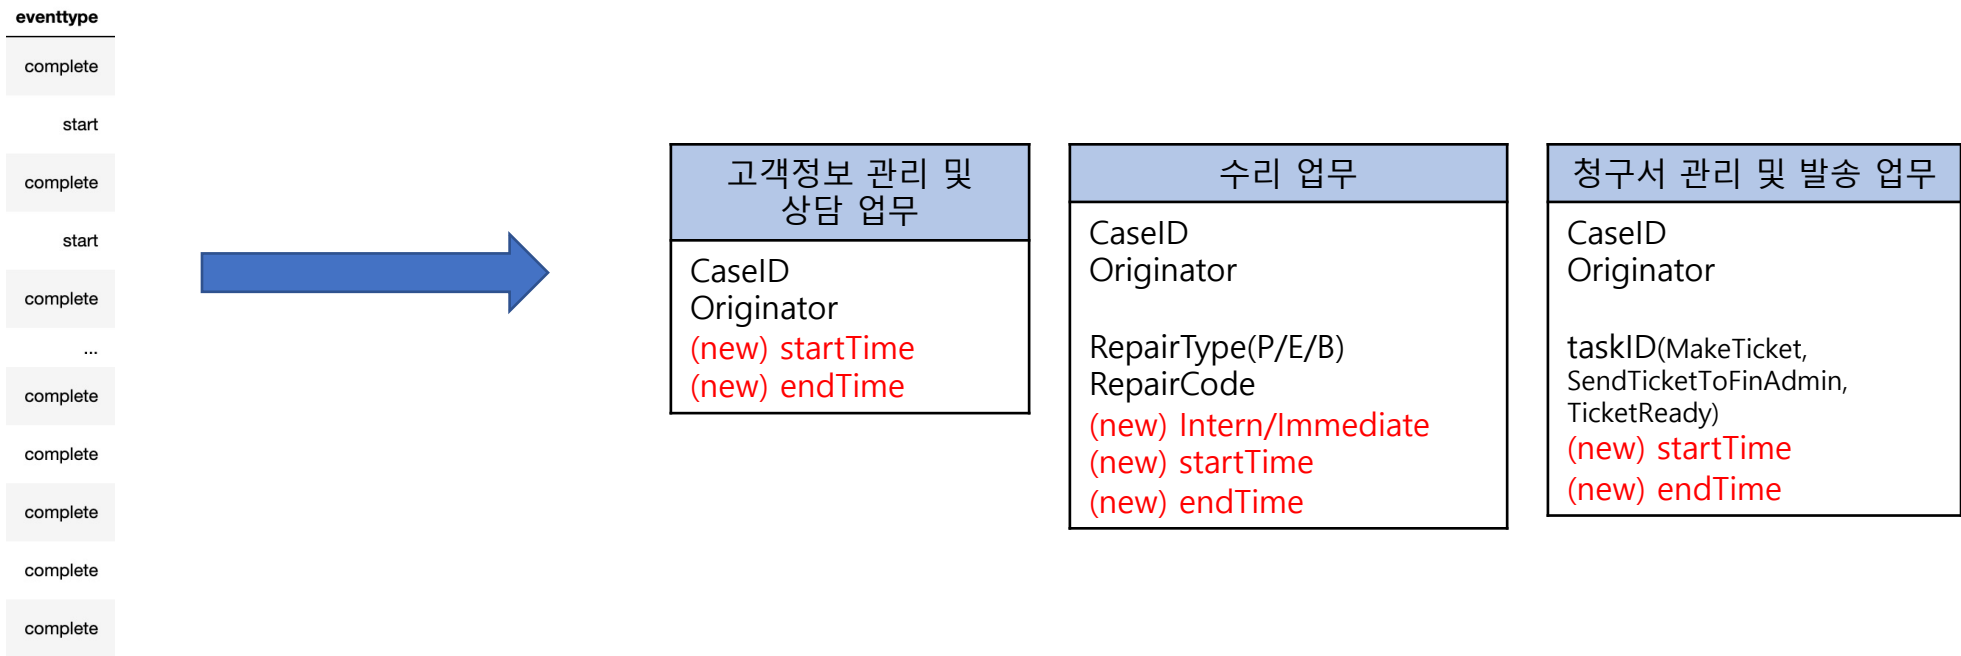 eventtype
complete
start
complete
start
complete
...
complete
complete
complete
complete
complete
고객정보 관리 및
상담 업무
CaseID
Originator
(new) startTime
(new) endTime
수리 업무
CaseID
Originator
RepairType(P/E/B)
RepairCode
(new) Intern/Immediate
(new) startTime
(new) endTime
청구서 관리 및 발송 업무
CaseID
Originator
taskID(MakeTicket,
SendTicketToFinAdmin,
TicketReady)
(new) startTime
(new) endTime